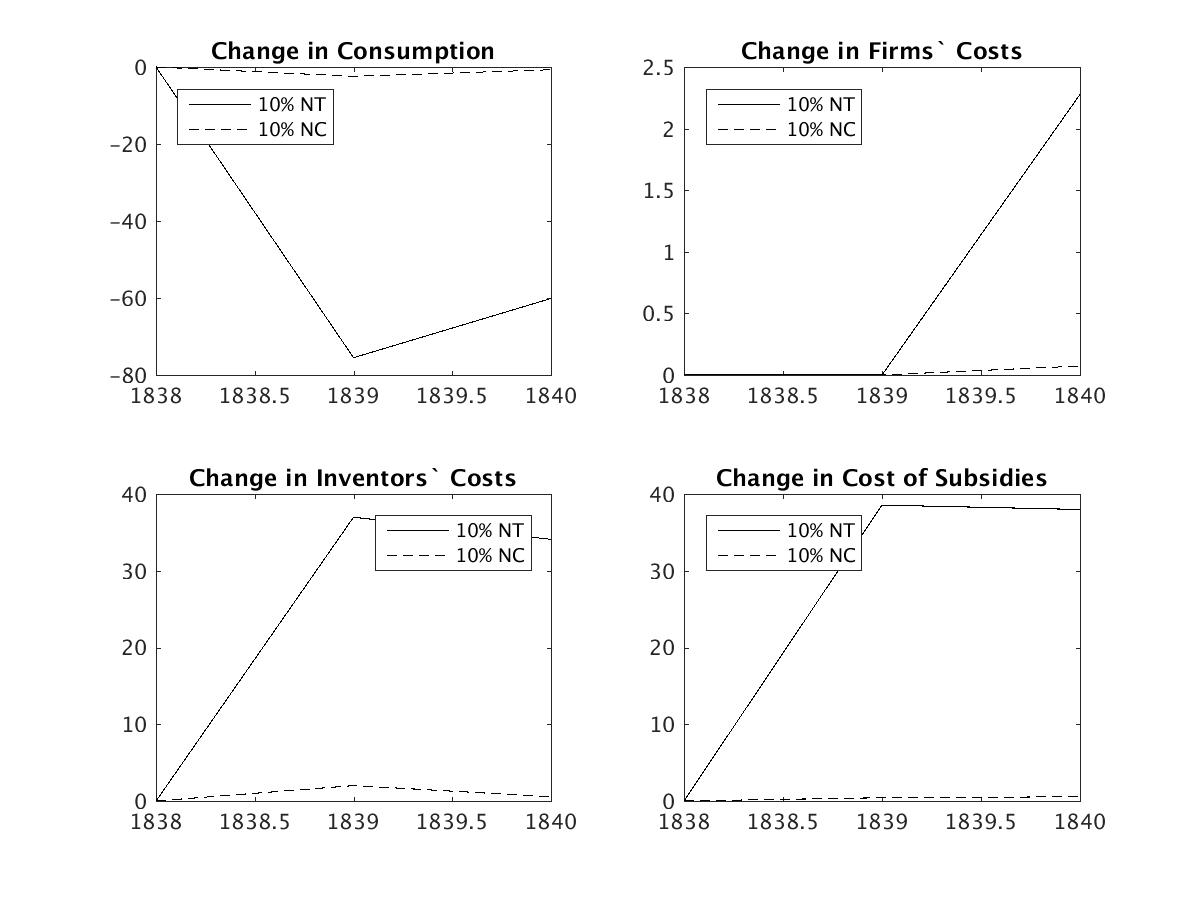 Change in Consumption
0
−20
−40
−60
−80
1838 1838.5 1839 1839.5 1840
10% NT
10% NC
Change in Firms` Costs
2.5
2
1.5
1
0.5
0
1838 1838.5 1839 1839.5 1840
10% NT
10% NC
Change in Inventors` Costs
40
30
20
10
0
1838 1838.5 1839 1839.5 1840
10% NT
10% NC
Change in Cost of Subsidies
40
30
20
10
0
1838 1838.5 1839 1839.5 1840
10% NT
10% NC